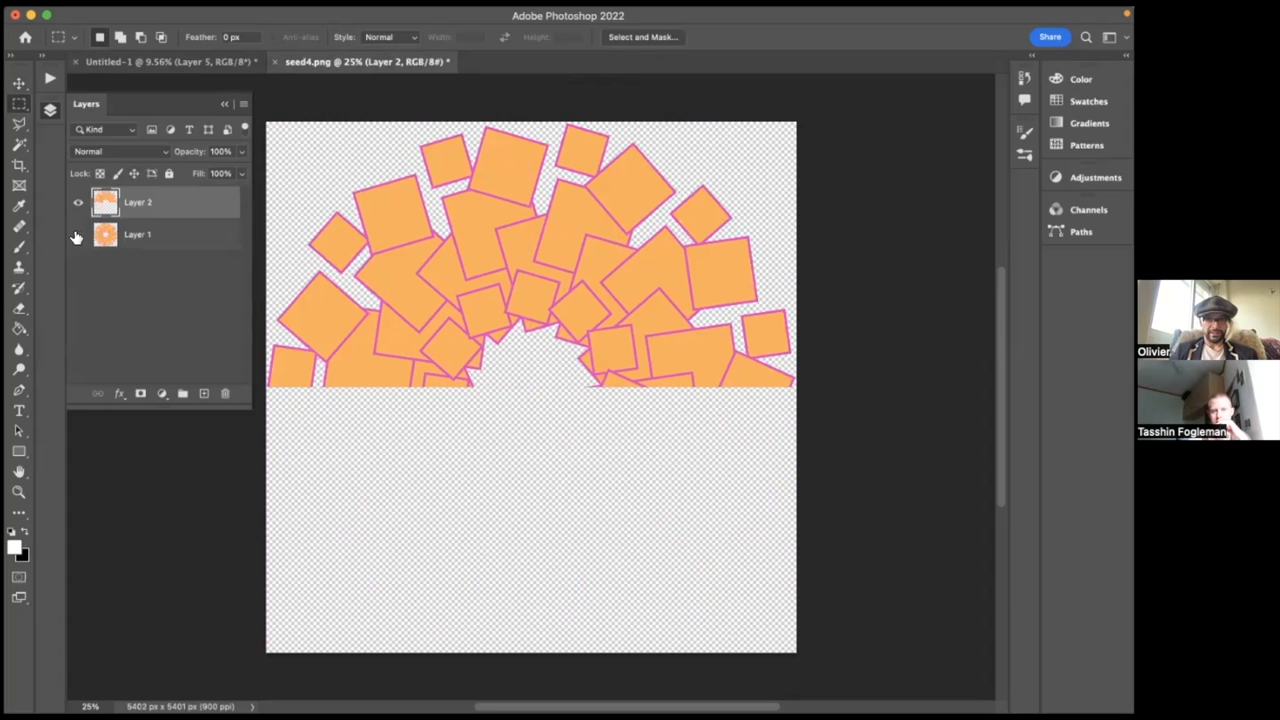 Adobe Photoshop 2022
Feather: 0 px
Anti-alias
Style: Normal
Width:
Height:
Select and Mask...
Share
Untitled-1 @ 9.56% (Layer 5, RGB/8*) *
seed4.png @ 25% (Layer 2, RGB/8#) *
Layers
Kind
Normal
Opacity: 100%
Lock:
Fill: 100%
Layer 2
Layer 1
fx
T
Color
Swatches
Gradients
Patterns
Adjustments
Channels
Paths
Olivier
Tasshin Fogleman
25%
5402 px x 5401 px (900 ppi)